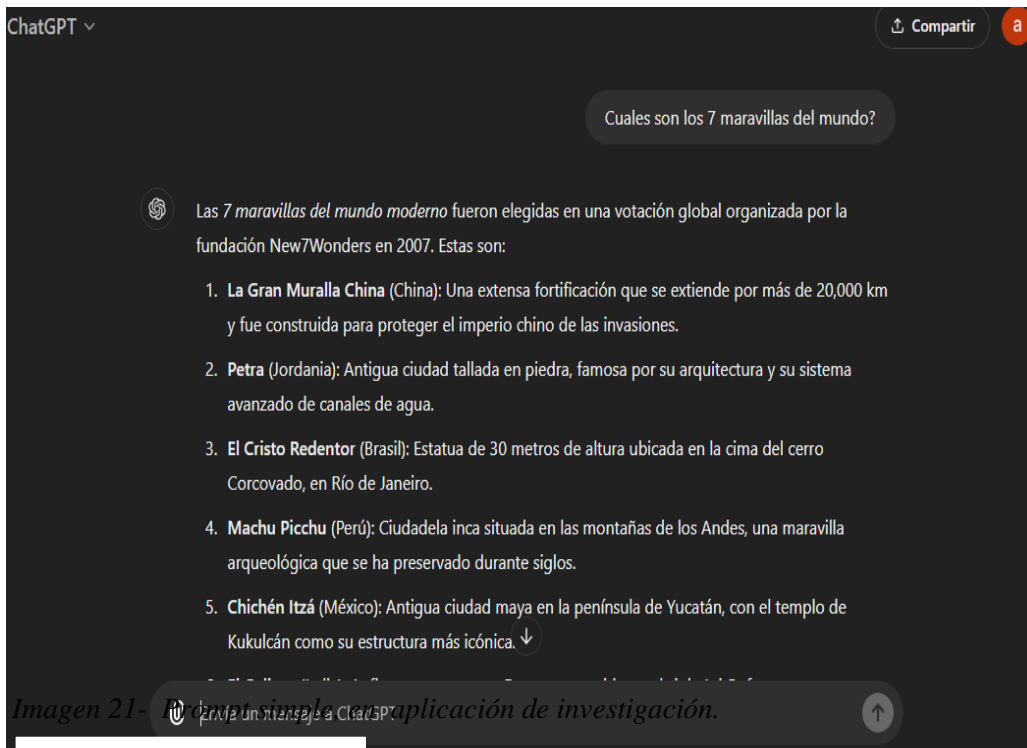 ChatGPT
Compartir
a
Cuales son los 7 maravillas del mundo?
Las 7 maravillas del mundo moderno fueron elegidas en una votación global organizada por la
fundación New7Wonders en 2007. Estas son:
1. La Gran Muralla China (China): Una extensa fortificación que se extiende por más de 20,000 km
y fue construida para proteger el imperio chino de las invasiones.
2. Petra (Jordania): Antigua ciudad tallada en piedra, famosa por su arquitectura y su sistema
avanzado de canales de agua.
3. El Cristo Redentor (Brasil): Estatua de 30 metros de altura ubicada en la cima del cerro
Corcovado, en Río de Janeiro.
4. Machu Picchu (Perú): Ciudadela inca situada en las montañas de los Andes, una maravilla
arqueológica que se ha preservado durante siglos.
5. Chichén Itzá (México): Antigua ciudad maya en la península de Yucatán, con el templo de
Kukulcán como su estructura más icónica.
Imagen 21- Prompt simple, en aplicación de investigación.
Envía un mensaje a ChatGPT